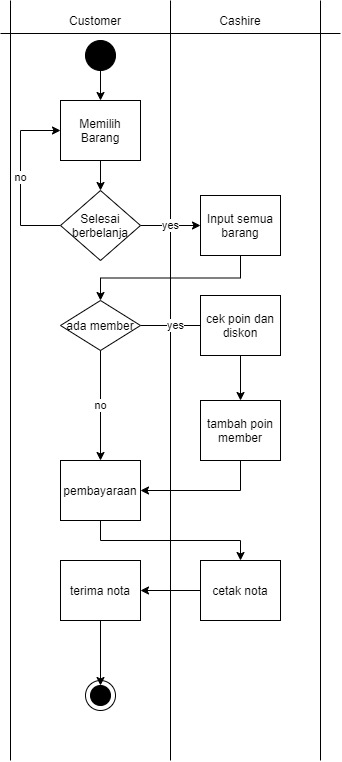 Customer
Cashire
Memilih
Barang
no
Selesai
berbelanja
yes
Input semua
barang
ada member
yes
cek poin dan
diskon
no
tambah poin
member
pembayaraan
terima nota
cetak nota